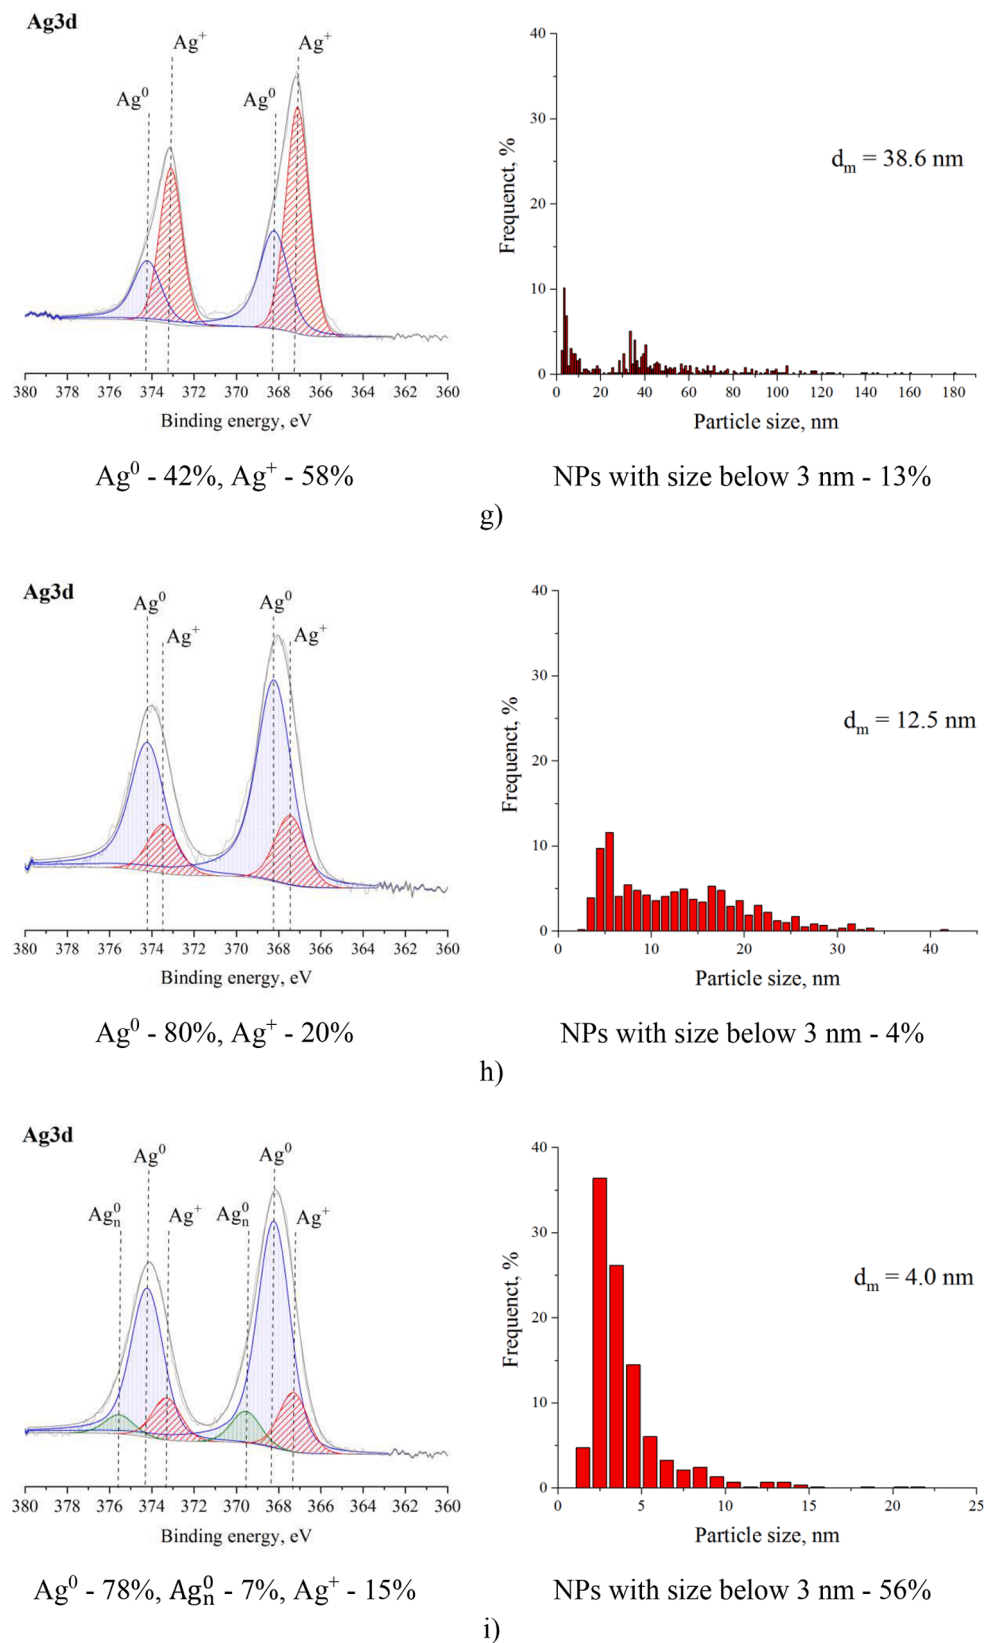 Ag3d
Ag⁺ Ag⁺
Ag⁰ Ag⁰
380 378 376 374 372 370 368 366 364 362 360
Binding energy, eV
40
30
20
10
0
Frequenct, %
dₘ = 38.6 nm
0 20 40 60 80 100 120 140 160 180
Particle size, nm
Ag⁰ - 42%, Ag⁺ - 58%
NPs with size below 3 nm - 13%
g)
Ag3d
Ag⁰ Ag⁰
Ag⁺ Ag⁺
380 378 376 374 372 370 368 366 364 362 360
Binding energy, eV
40
30
20
10
0
Frequenct, %
dₘ = 12.5 nm
0 10 20 30 40
Particle size, nm
Ag⁰ - 80%, Ag⁺ - 20%
NPs with size below 3 nm - 4%
h)
Ag3d
Ag⁰ Ag⁰
Agₙ⁰ Ag⁺ Agₙ⁰ Ag⁺
380 378 376 374 372 370 368 366 364 362 360
Binding energy, eV
40
30
20
10
0
Frequenct, %
dₘ = 4.0 nm
0 5 10 15 20 25
Particle size, nm
Ag⁰ - 78%, Agₙ⁰ - 7%, Ag⁺ - 15%
NPs with size below 3 nm - 56%
i)